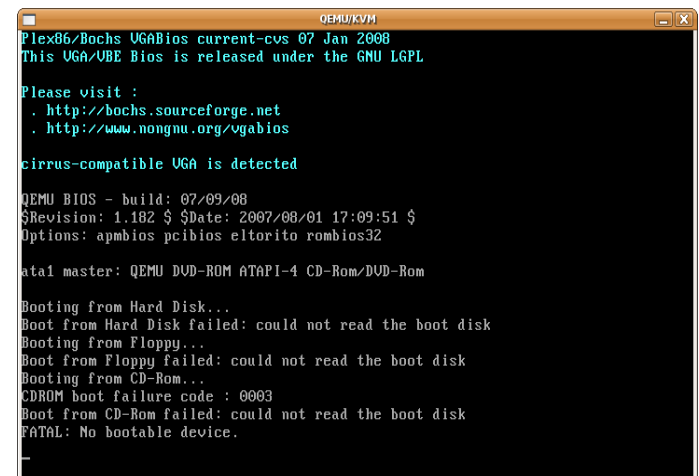 QEMU/KVM
Plex86/Bochs VGABios current-cvs 07 Jan 2008
This VGA/VBE Bios is released under the GNU LGPL
Please visit :
. http://bochs.sourceforge.net
. http://www.nongnu.org/vgabios
cirrus-compatible VGA is detected
QEMU BIOS - build: 07/09/08
$Revision: 1.182 $ $Date: 2007/08/01 17:09:51 $
Options: apmbios pcibios eltorito rombios32
ata1 master: QEMU DVD-ROM ATAPI-4 CD-Rom/DVD-Rom
Booting from Hard Disk...
Boot from Hard Disk failed: could not read the boot disk
Booting from Floppy...
Boot from Floppy failed: could not read the boot disk
Booting from CD-Rom...
CDROM boot failure code : 0003
Boot from CD-Rom failed: could not read the boot disk
FATAL: No bootable device.